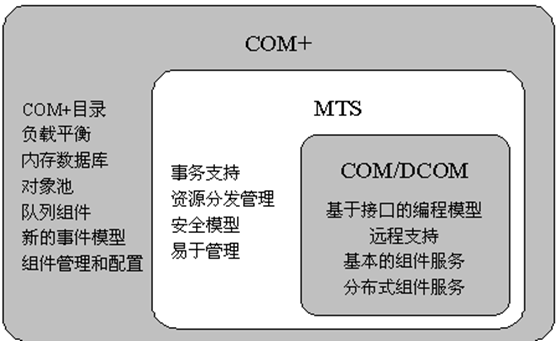 COM+
COM+目录
负载平衡
内存数据库
对象池
队列组件
新的事件模型
组件管理和配置
MTS
事务支持
资源分发管理
安全模型
易于管理
COM/DCOM
基于接口的编程模型
远程支持
基本的组件服务
分布式组件服务